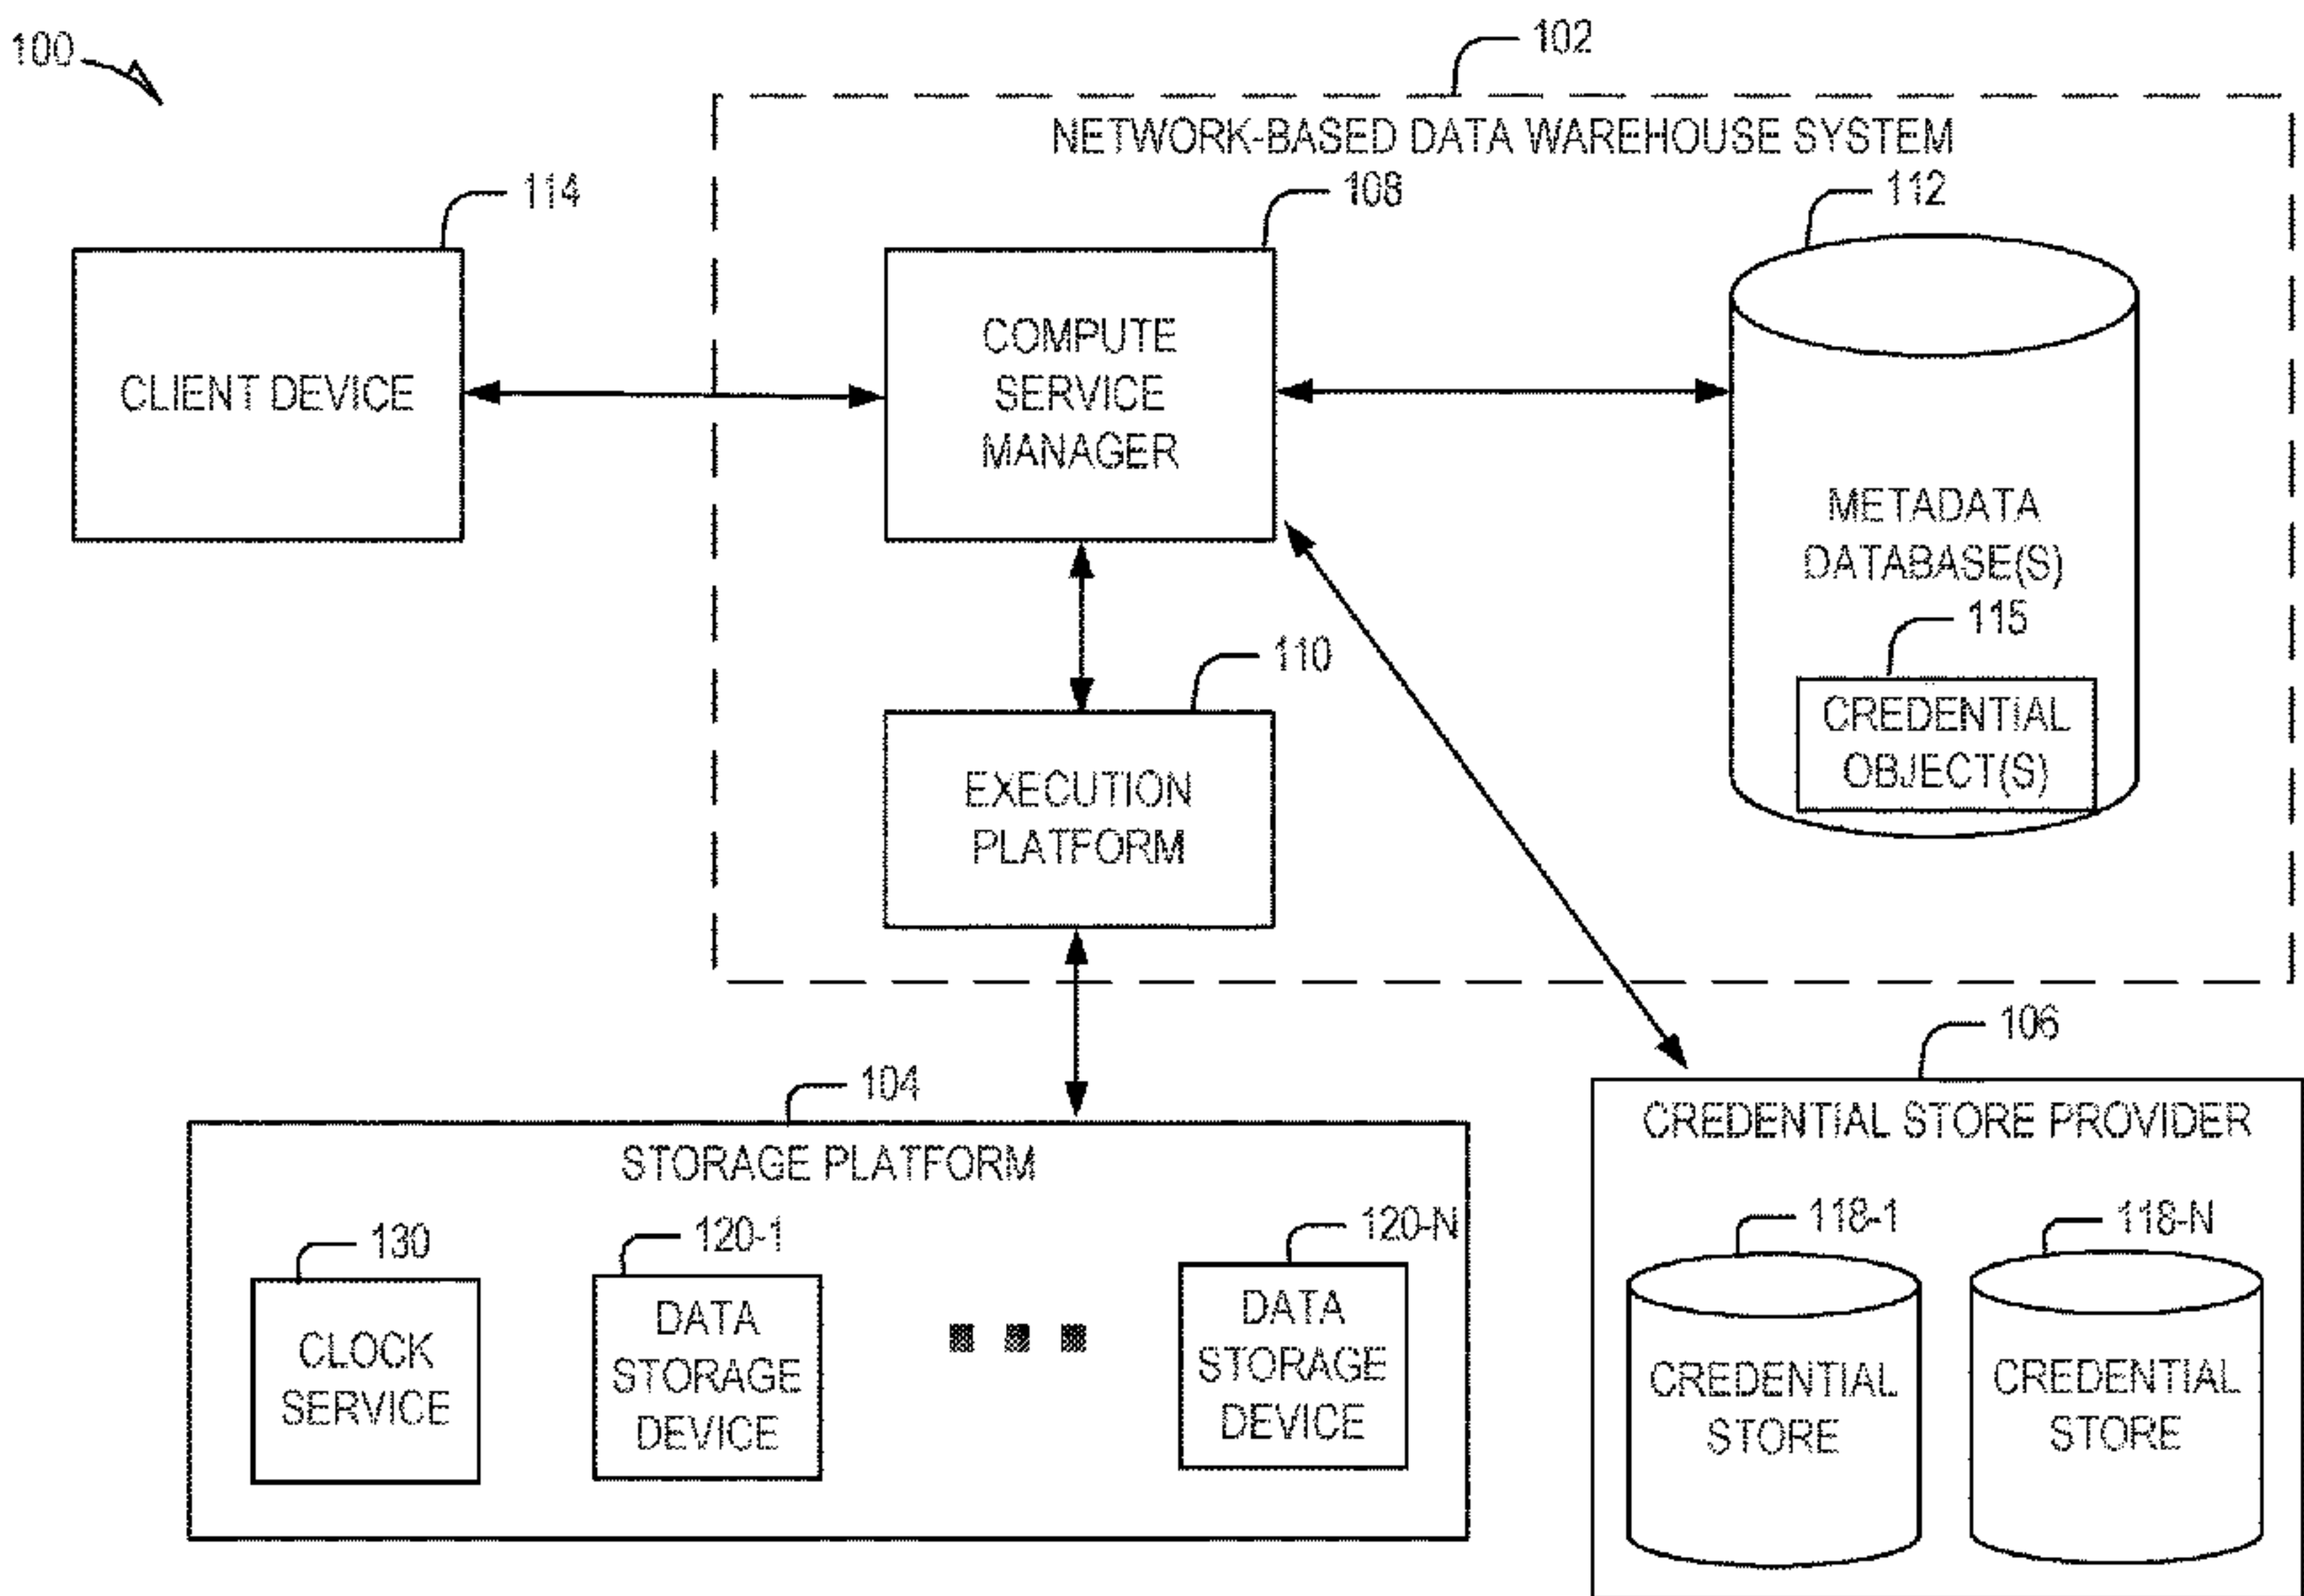 100
102
NETWORK-BASED DATA WAREHOUSE SYSTEM
114
108
112
CLIENT DEVICE
COMPUTE
SERVICE
MANAGER
METADATA
DATABASE(S)
115
CREDENTIAL
OBJECT(S)
110
EXECUTION
PLATFORM
104
STORAGE PLATFORM
130
CLOCK
SERVICE
120-1
DATA
STORAGE
DEVICE
120-N
DATA
STORAGE
DEVICE
106
CREDENTIAL STORE PROVIDER
118-1
CREDENTIAL
STORE
118-N
CREDENTIAL
STORE